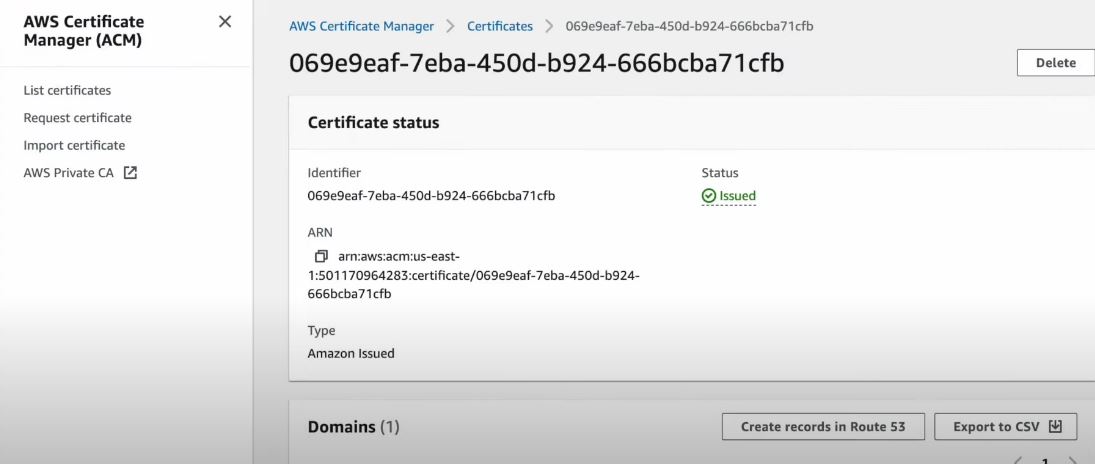 AWS Certificate
Manager (ACM)
List certificates
Request certificate
Import certificate
AWS Private CA
AWS Certificate Manager > Certificates > 069e9eaf-7eba-450d-b924-666bcba71cfb
069e9eaf-7eba-450d-b924-666bcba71cfb
Delete
Certificate status
Identifier
069e9eaf-7eba-450d-b924-666bcba71cfb
Status
Issued
ARN
arn:aws:acm:us-east-
1:501170964283:certificate/069e9eaf-7eba-450d-b924-
666bcba71cfb
Type
Amazon Issued
Domains (1)
Create records in Route 53
Export to CSV
1